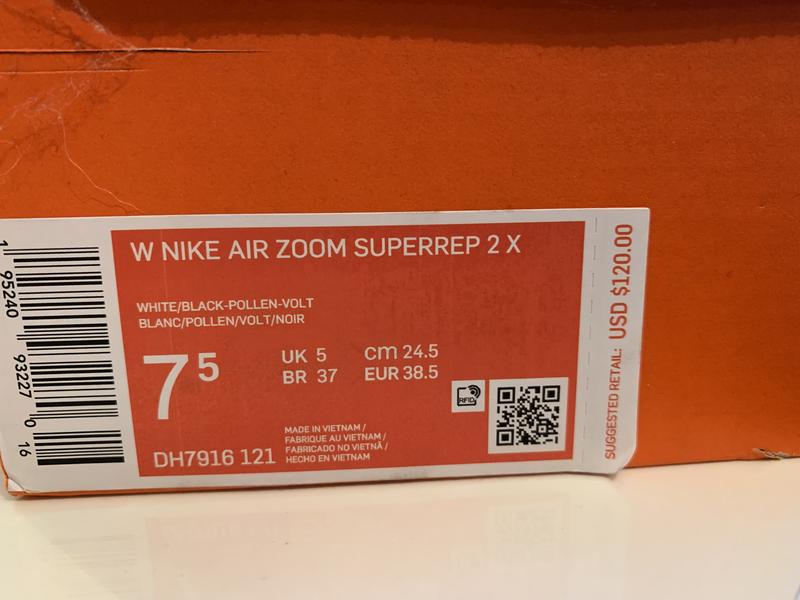 W NIKE AIR ZOOM SUPERREP 2 X
WHITE/BLACK-POLLEN-VOLT
BLANC/POLLEN/VOLT/NOIR
7 5
UK 5 cm 24.5
BR 37 EUR 38.5
RFID
MADE IN VIETNAM /
FABRIQUE AU VIETNAM /
FABRICADO NO VIETNÃ /
HECHO EN VIETNAM
DH7916 121
1 95240 93227 0 16
SUGGESTED RETAIL: USD $120.00